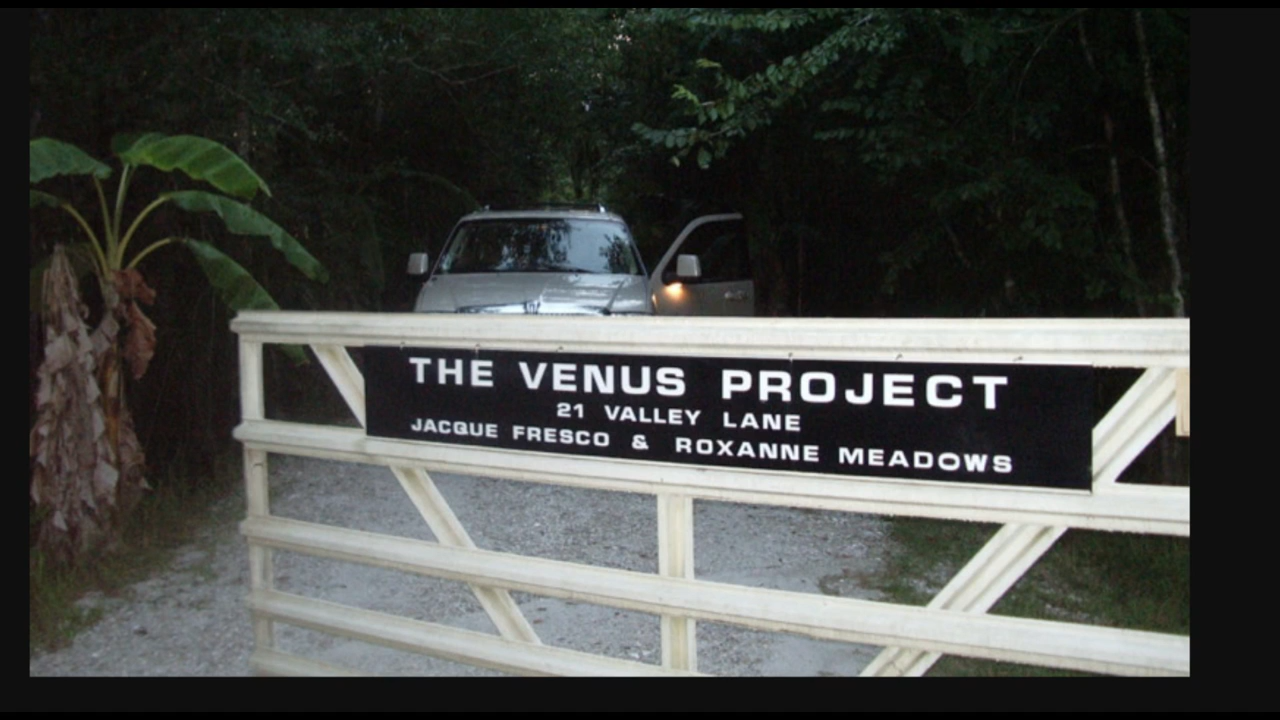 THE VENUS PROJECT
21 VALLEY LANE
JACQUE FRESCO & ROXANNE MEADOWS